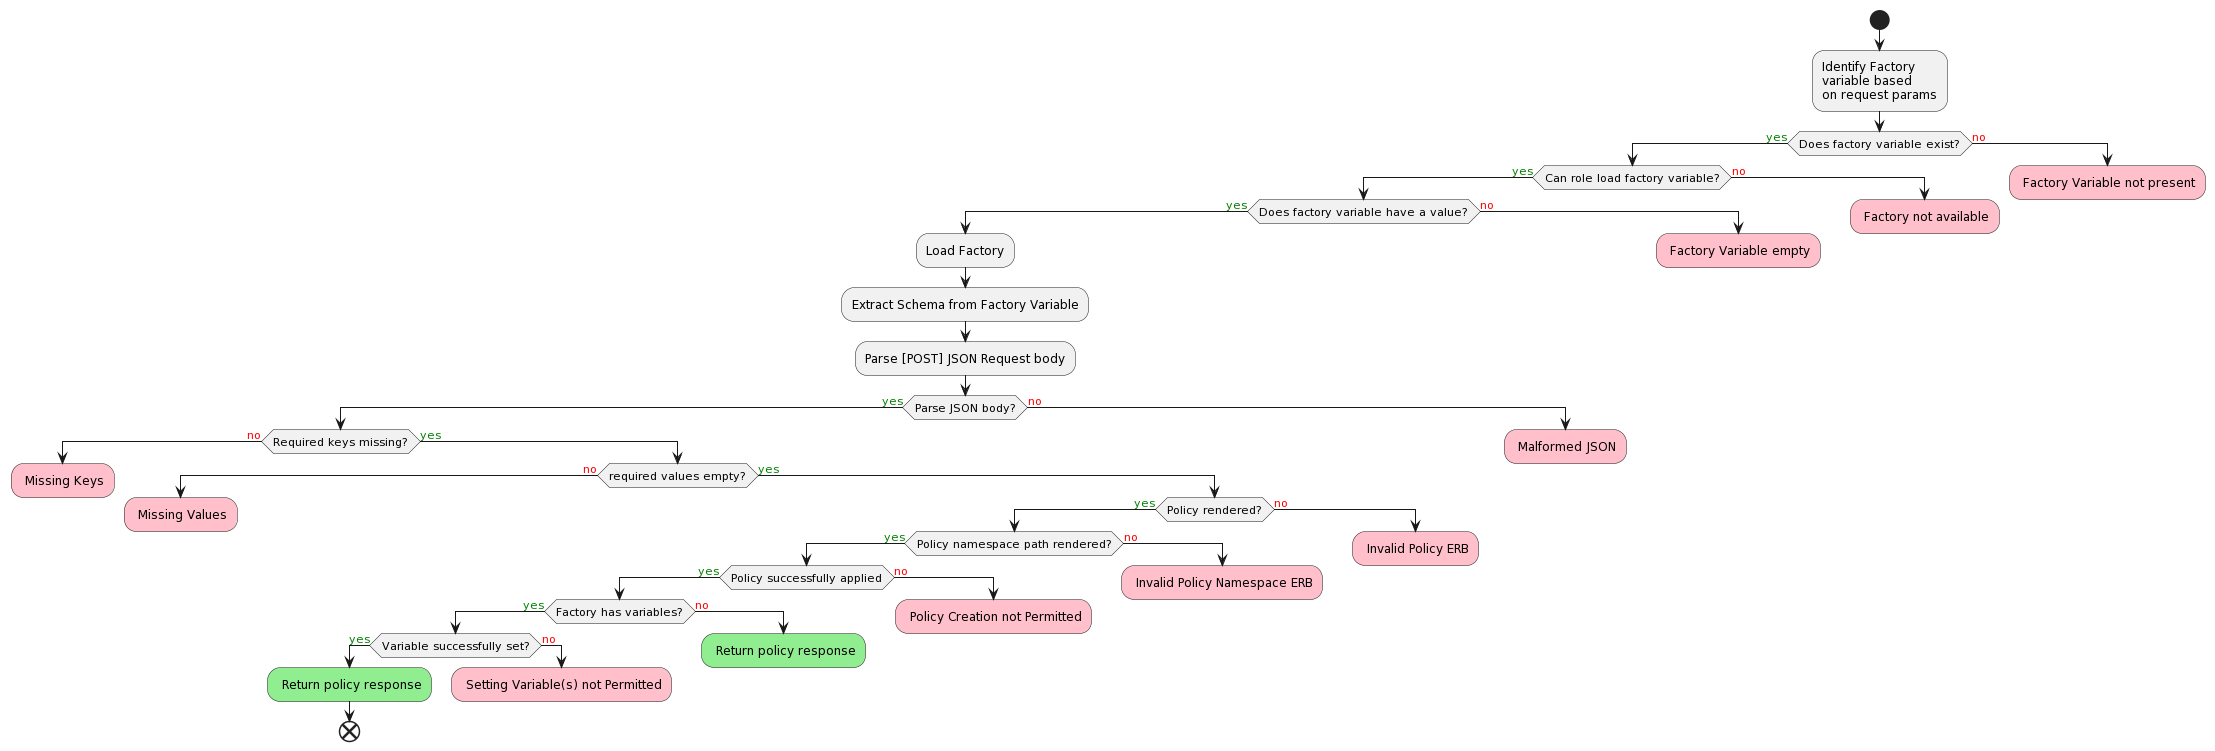 Identify Factory
variable based
on request params
yes
Does factory variable exist?
no
yes
Can role load factory variable?
no
Factory Variable not present
yes
Does factory variable have a value?
no
Factory not available
Load Factory
Factory Variable empty
Extract Schema from Factory Variable
Parse [POST] JSON Request body
yes
Parse JSON body?
no
no
Required keys missing?
yes
Malformed JSON
no
required values empty?
yes
Missing Keys
yes
Policy rendered?
no
Missing Values
yes
Policy namespace path rendered?
no
Invalid Policy ERB
yes
Policy successfully applied
no
Invalid Policy Namespace ERB
yes
Factory has variables?
no
Policy Creation not Permitted
yes
Variable successfully set?
no
Return policy response
Return policy response
Setting Variable(s) not Permitted